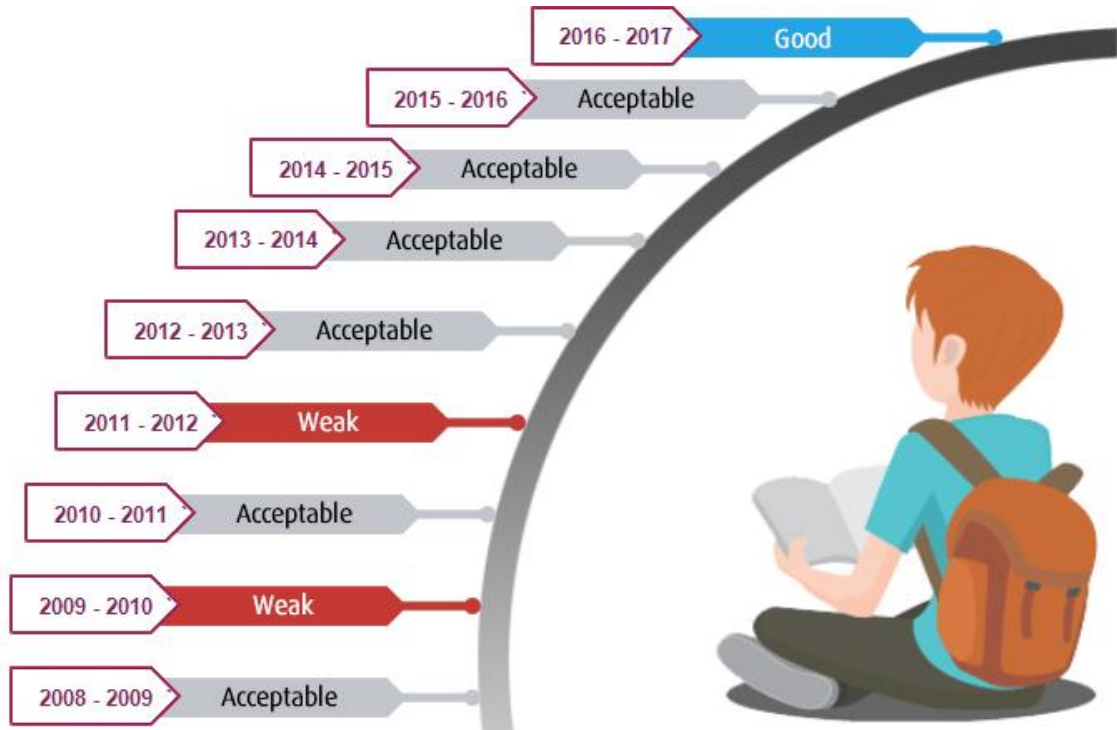 2016 - 2017 Good
2015 - 2016 Acceptable
2014 - 2015 Acceptable
2013 - 2014 Acceptable
2012 - 2013 Acceptable
2011 - 2012 Weak
2010 - 2011 Acceptable
2009 - 2010 Weak
2008 - 2009 Acceptable